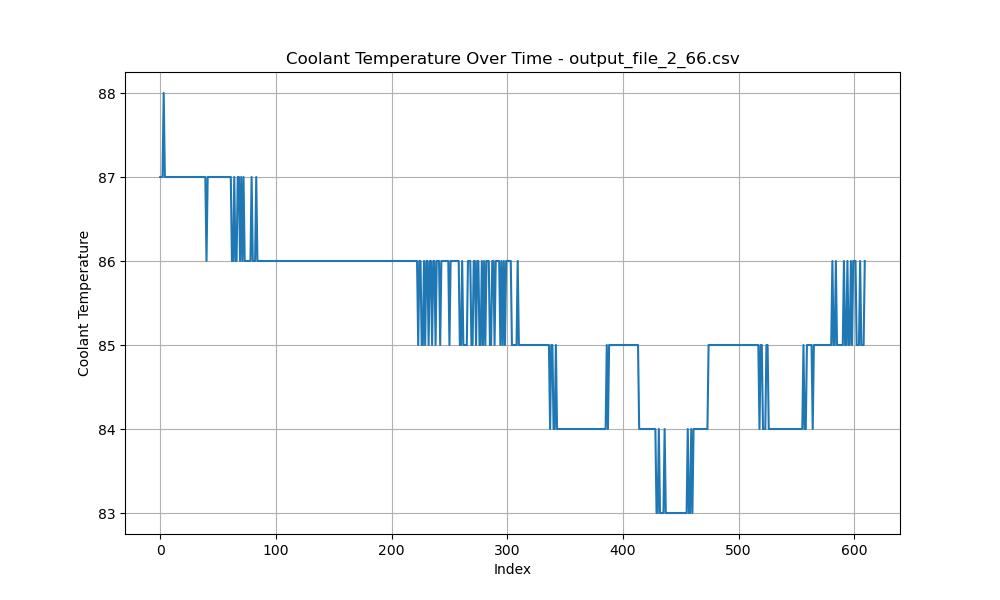 Coolant Temperature Over Time - output_file_2_66.csv
88
87
86
85
84
83
Coolant Temperature
0 100 200 300 400 500 600
Index